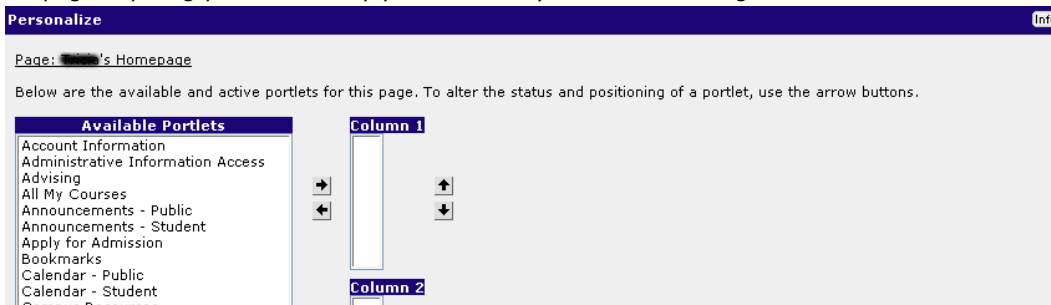 Personalize
Inf
Page: 's Homepage
Below are the available and active portlets for this page. To alter the status and positioning of a portlet, use the arrow buttons.
Available Portlets
Column 1
Account Information
Administrative Information Access
Advising
All My Courses
Announcements - Public
Announcements - Student
Apply for Admission
Bookmarks
Calendar - Public
Calendar - Student
Column 2